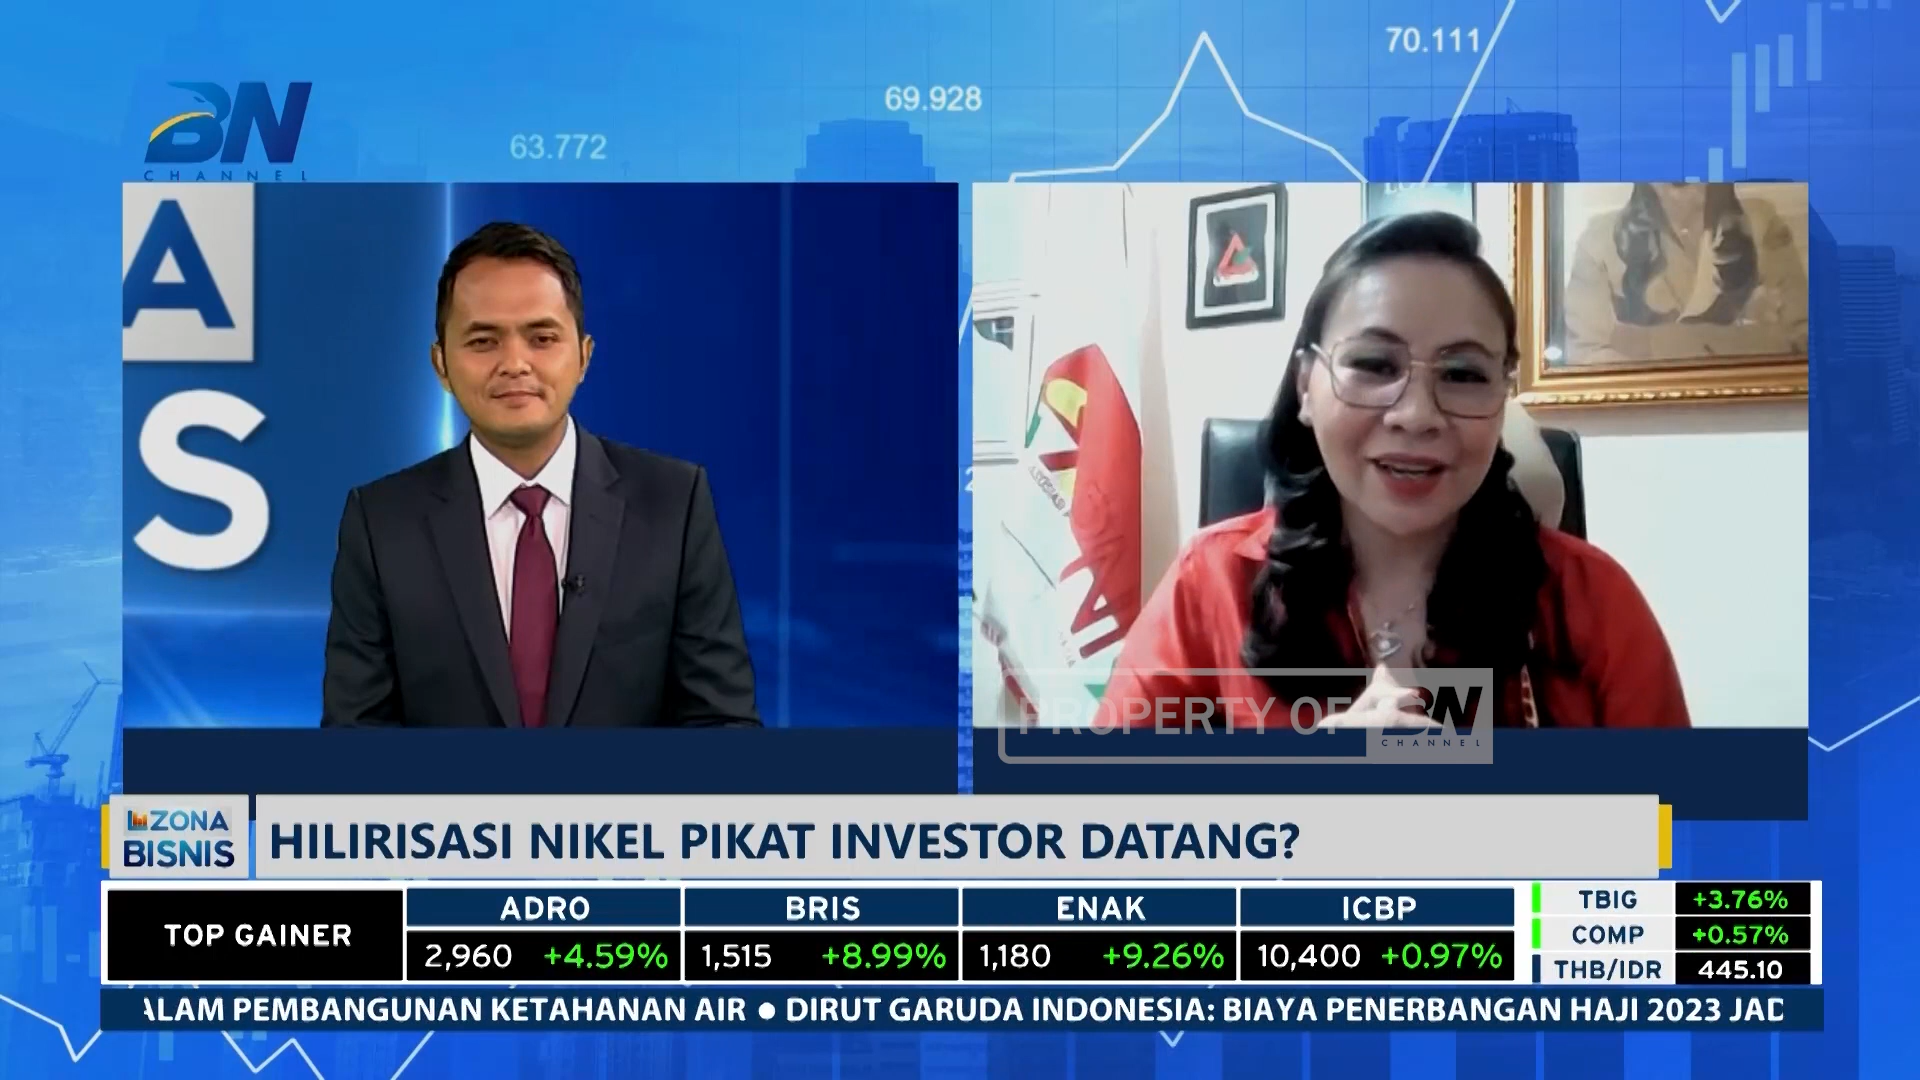 70.111
69.928
63.772
BN
CHANNEL
A
S
PROPERTY OF BN
CHANNEL
ZONA
BISNIS
HILIRISASI NIKEL PIKAT INVESTOR DATANG?
TOP GAINER
ADRO
2,960 +4.59%
BRIS
1,515 +8.99%
ENAK
1,180 +9.26%
ICBP
10,400 +0.97%
TBIG +3.76%
COMP +0.57%
THB/IDR 445.10
ALAM PEMBANGUNAN KETAHANAN AIR ● DIRUT GARUDA INDONESIA: BIAYA PENERBANGAN HAJI 2023 JAD